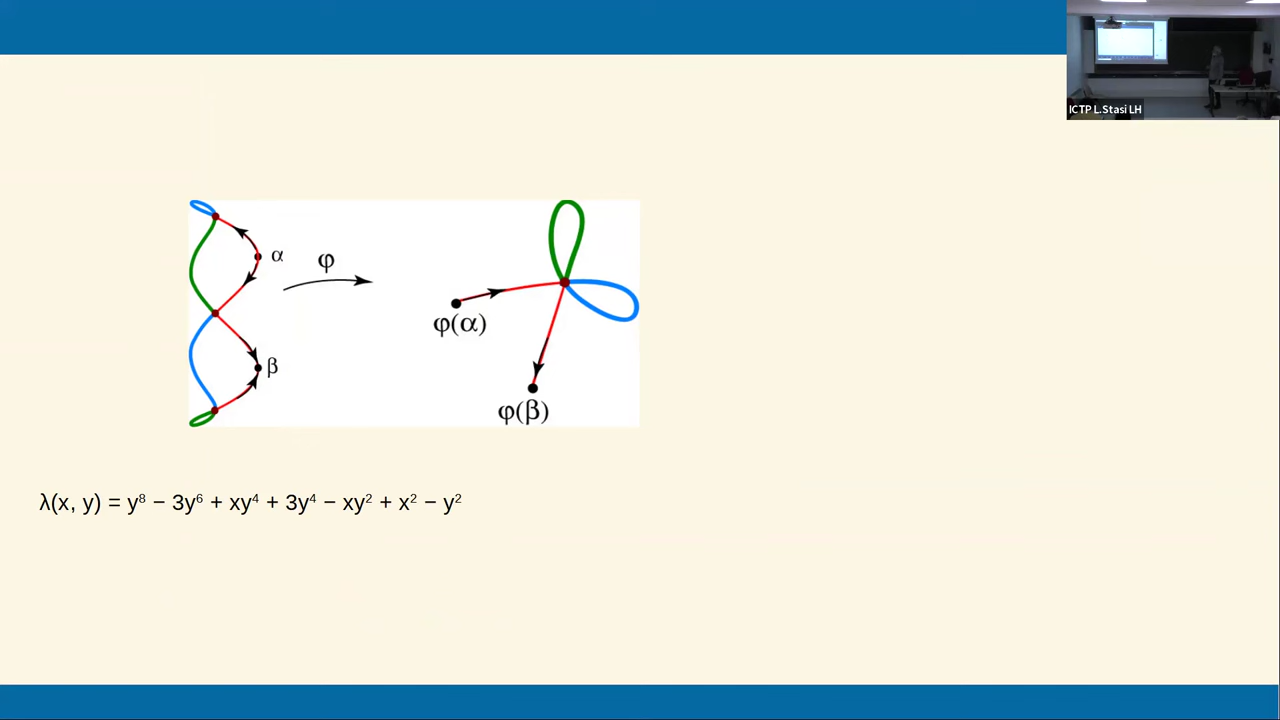 ICTP L.Stasi LH
α
φ
φ(α)
β
φ(β)
λ(x, y) = y⁸ − 3y⁶ + xy⁴ + 3y⁴ − xy² + x² − y²